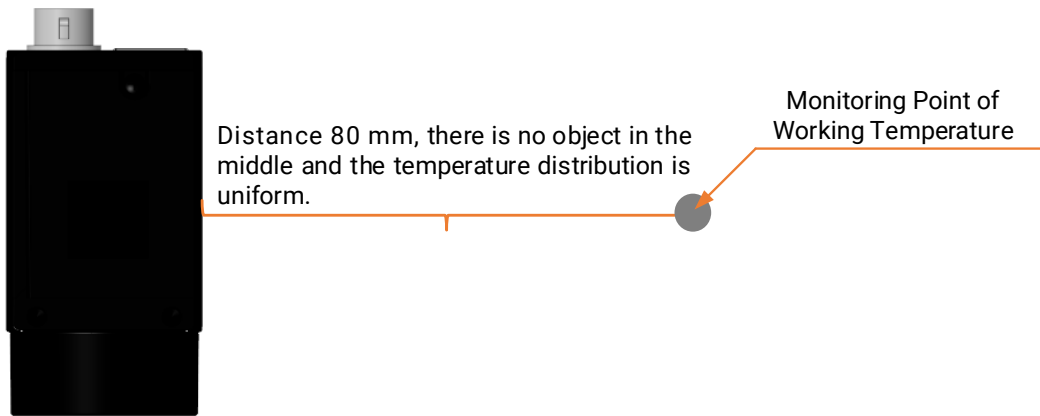 Distance 80 mm, there is no object in the
middle and the temperature distribution is
uniform.
Monitoring Point of
Working Temperature